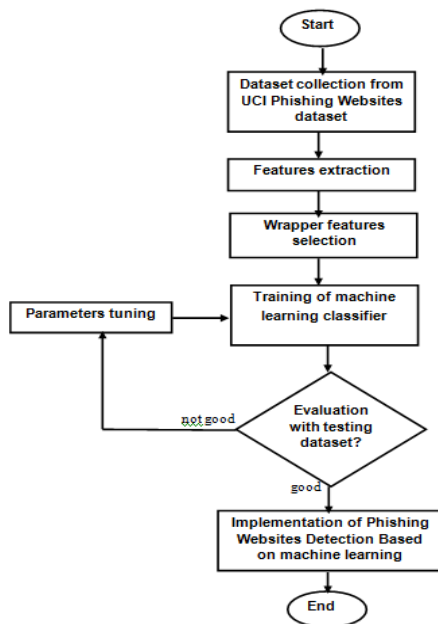 Start
Dataset collection from
UCI Phishing Websites
dataset
Features extraction
Wrapper features
selection
Parameters tuning
Training of machine
learning classifier
not good
Evaluation
with testing
dataset?
good
Implementation of Phishing
Websites Detection Based
on machine learning
End